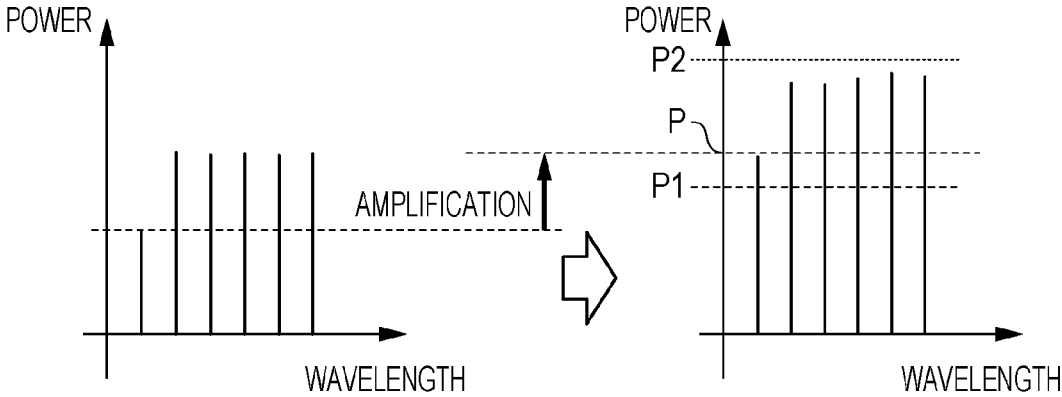 POWER
AMPLIFICATION
WAVELENGTH
POWER
P2
P
P1
WAVELENGTH